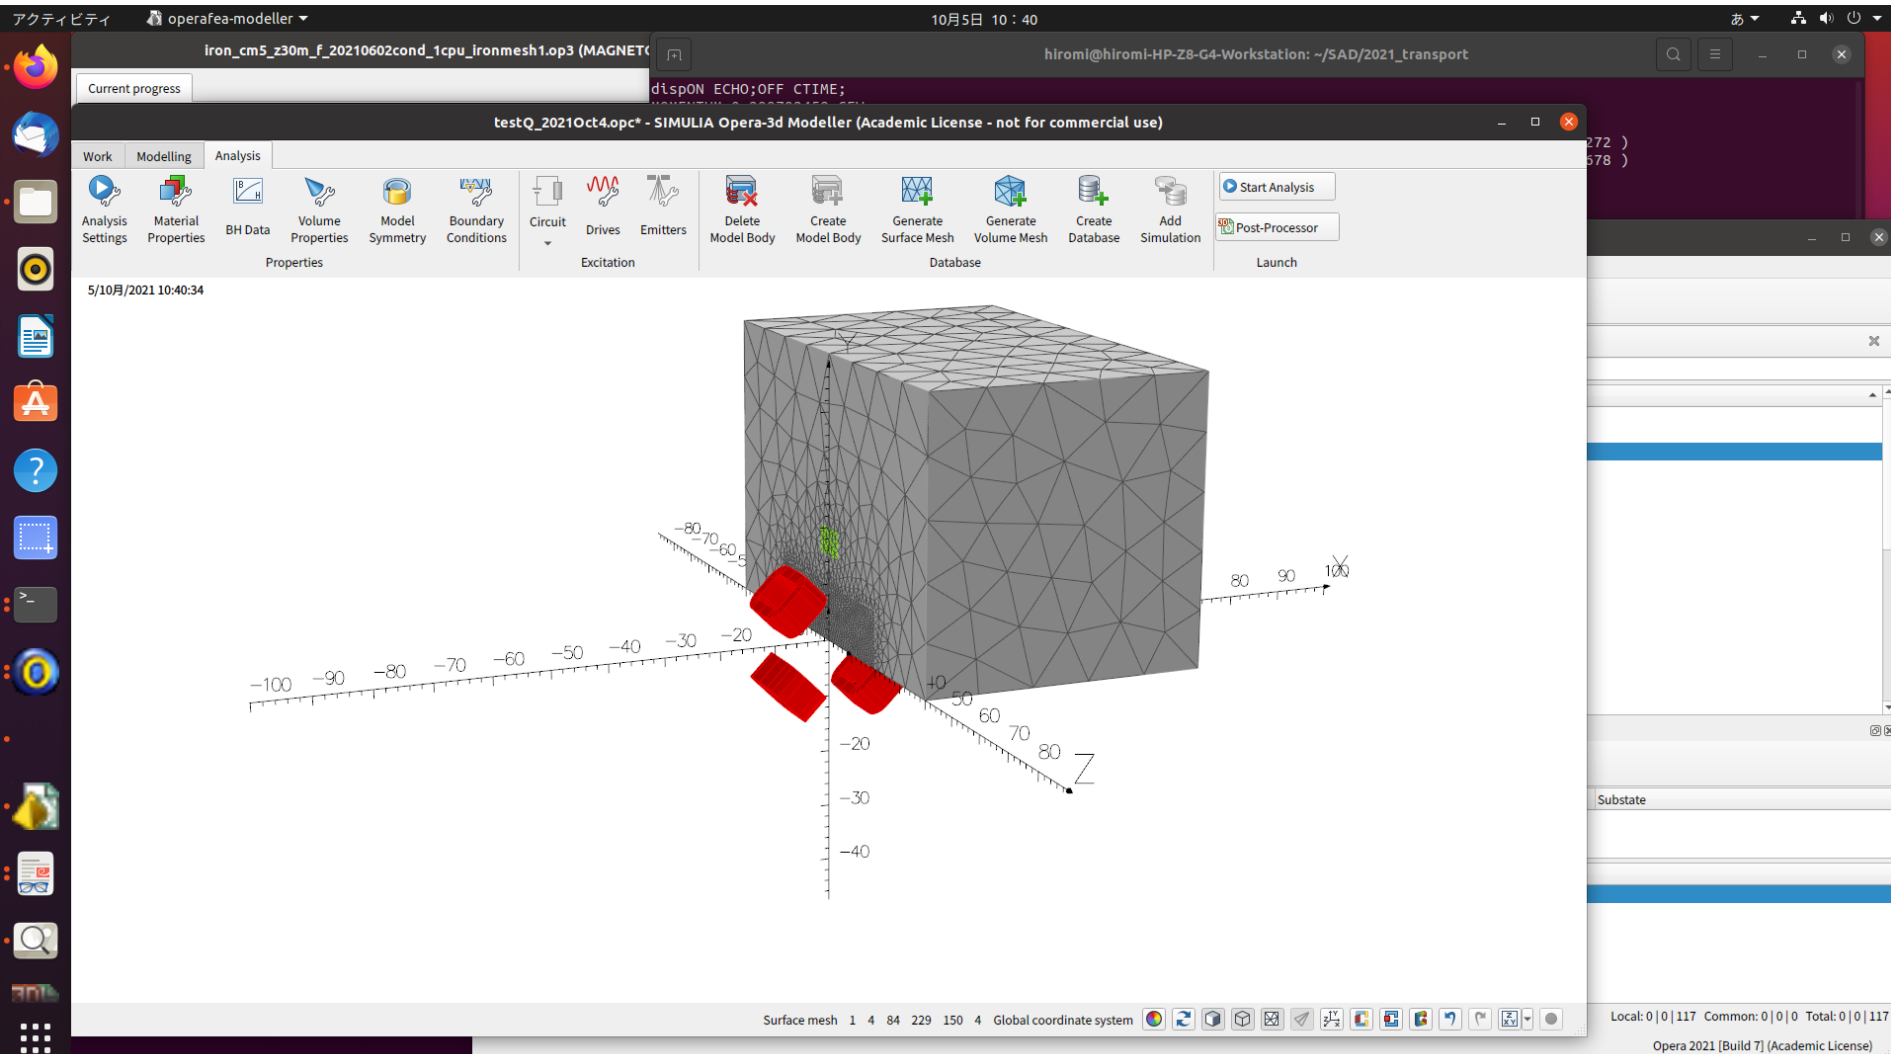 アクティビティ
operafea-modeller
10月5日 10：40
あ
iron_cm5_z30m_f_20210602cond_1cpu_ironmesh1.op3 (MAGNET
hiromi@hiromi-HP-Z8-G4-Workstation: ~/SAD/2021_transport
Current progress
dispON ECHO;OFF CTIME;
testQ_2021Oct4.opc* - SIMULIA Opera-3d Modeller (Academic License - not for commercial use)
272 )
678 )
Work Modelling Analysis
Analysis Settings
Material Properties
BH Data
Volume Properties
Model Symmetry
Boundary Conditions
Circuit
Drives
Emitters
Delete Model Body
Create Model Body
Generate Surface Mesh
Generate Volume Mesh
Create Database
Add Simulation
Start Analysis
Post-Processor
Properties
Excitation
Database
Launch
5/10月/2021 10:40:34
Y
-80
-70
-60
-5
80 90 100 X
-100 -90 -80 -70 -60 -50 -40 -30 -20
40
50
60
70
80
Z
-20
-30
-40
Substate
Surface mesh 1 4 84 229 150 4 Global coordinate system
Local: 0 | 0 | 117 Common: 0 | 0 | 0 Total: 0 | 0 | 117
Opera 2021 [Build 7] (Academic License)